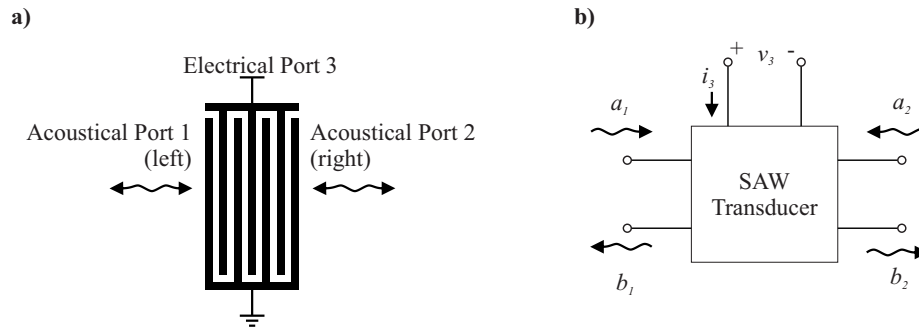 a)
Electrical Port 3
Acoustical Port 1
(left)
Acoustical Port 2
(right)
b)
+ v₃ -
i₃
a₁
a₂
SAW
Transducer
b₁
b₂